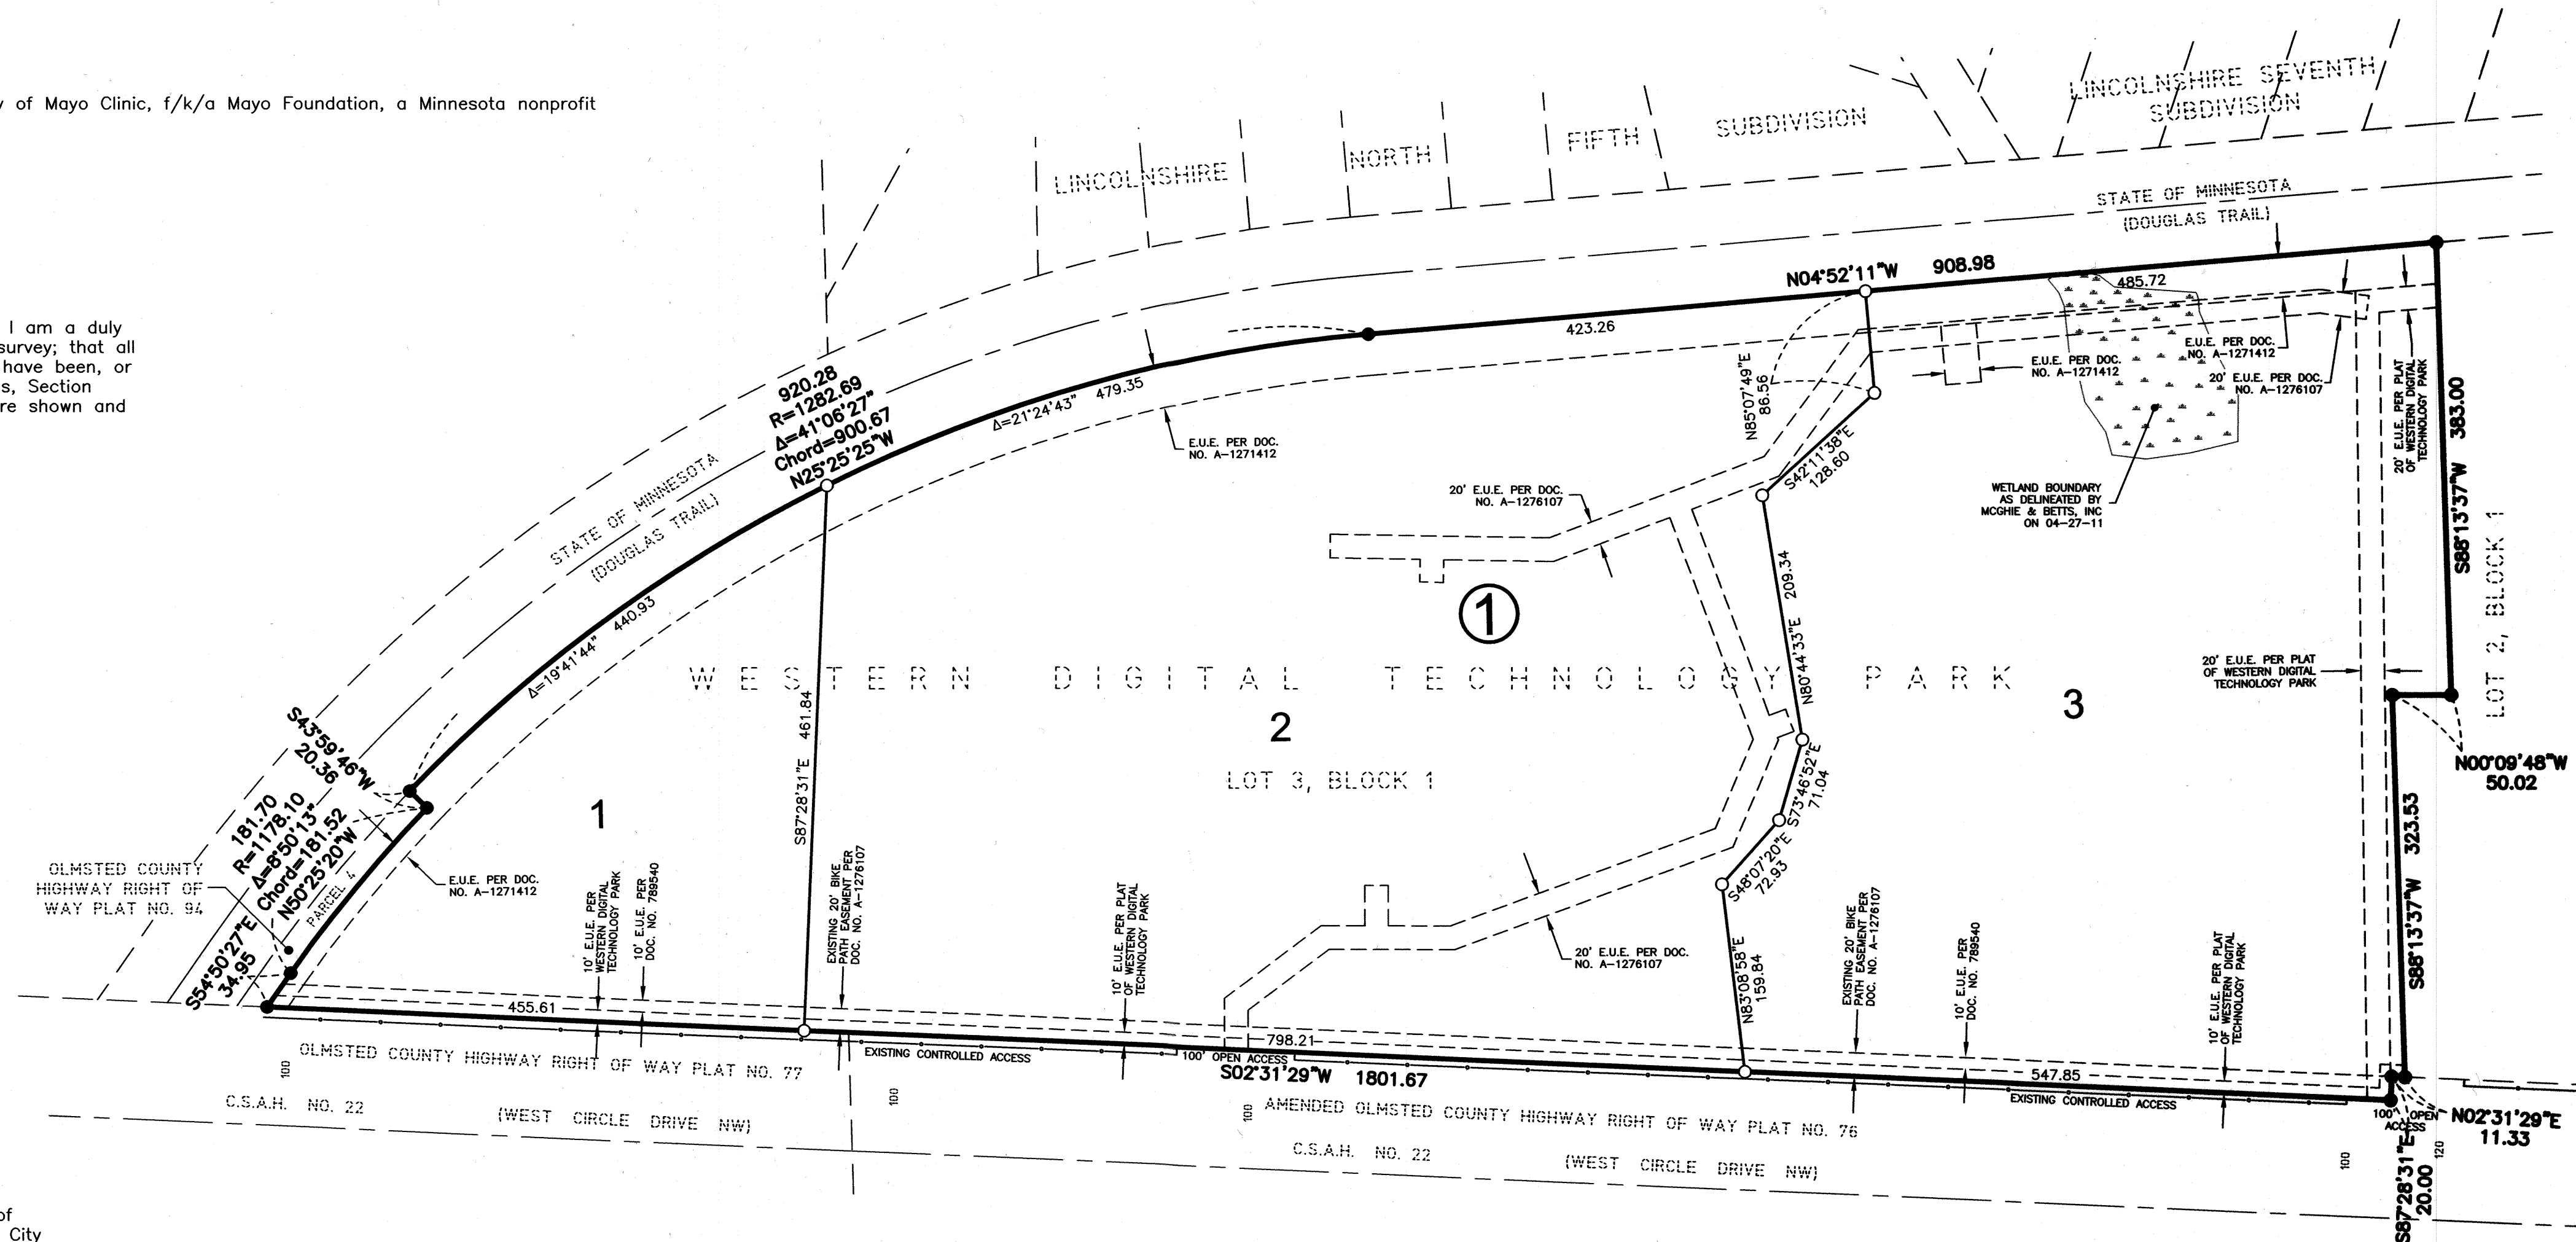 y of Mayo Clinic, f/k/a Mayo Foundation, a Minnesota nonprofit
I am a duly
survey; that all
have been, or
s, Section
re shown and
of
City
LINCOLNSHIRE NORTH FIFTH SUBDIVISION
LINCOLNSHIRE SEVENTH
SUBDIVISION
STATE OF MINNESOTA
(DOUGLAS TRAIL)
N04°52'11"W 908.98
485.72
423.26
920.28
R=1282.69
Δ=41°06'27"
Chord=900.67
N25°25'25"W
Δ=21°24'43" 479.35
E.U.E. PER DOC.
NO. A-1271412
STATE OF MINNESOTA
(DOUGLAS TRAIL)
Δ=19°41'44" 440.93
N85°07'49"E
86.56
S42°11'38"E
128.60
E.U.E. PER DOC.
NO. A-1271412
E.U.E. PER DOC.
NO. A-1271412
20' E.U.E. PER DOC.
NO. A-1276107
20' E.U.E. PER PLAT
OF WESTERN DIGITAL
TECHNOLOGY PARK
S88°13'37"W 383.00
20' E.U.E. PER DOC.
NO. A-1276107
WETLAND BOUNDARY
AS DELINEATED BY
MCGHIE & BETTS, INC
ON 04-27-11
LOT 2, BLOCK 1
N80°44'33"E 209.34
1
WESTERN DIGITAL TECHNOLOGY PARK
20' E.U.E. PER PLAT
OF WESTERN DIGITAL
TECHNOLOGY PARK
3
2
LOT 3, BLOCK 1
1
S87°28'31"E 461.84
N00°09'48"W
50.02
S43°59'46"W
20.36
181.70
R=1178.10
Δ=8°50'13"
Chord=181.52
N50°25'20"W
PARCEL 4
OLMSTED COUNTY
HIGHWAY RIGHT OF
WAY PLAT NO. 94
S54°50'27"E
34.95
E.U.E. PER DOC.
NO. A-1271412
S73°46'52"E
71.04
S48°07'20"E
72.93
N83°08'58"E
159.84
S88°13'37"W 323.53
10' E.U.E. PER
WESTERN DIGITAL
TECHNOLOGY PARK
10' E.U.E. PER
DOC. NO. 789540
EXISTING 20' BIKE
PATH EASEMENT PER
DOC. NO. A-1276107
10' E.U.E. PER PLAT
OF WESTERN DIGITAL
TECHNOLOGY PARK
20' E.U.E. PER DOC.
NO. A-1276107
EXISTING 20' BIKE
PATH EASEMENT PER
DOC. NO. A-1276107
10' E.U.E. PER
DOC. NO. 789540
10' E.U.E. PER PLAT
OF WESTERN DIGITAL
TECHNOLOGY PARK
455.61
798.21
547.85
EXISTING CONTROLLED ACCESS
100' OPEN ACCESS
S02°31'29"W 1801.67
EXISTING CONTROLLED ACCESS
100' OPEN
ACCESS
N02°31'29"E
11.33
S87°28'31"E
20.00
100
100
100
100
120
OLMSTED COUNTY HIGHWAY RIGHT OF WAY PLAT NO. 77
C.S.A.H. NO. 22 (WEST CIRCLE DRIVE NW)
AMENDED OLMSTED COUNTY HIGHWAY RIGHT OF WAY PLAT NO. 76
C.S.A.H. NO. 22 (WEST CIRCLE DRIVE NW)